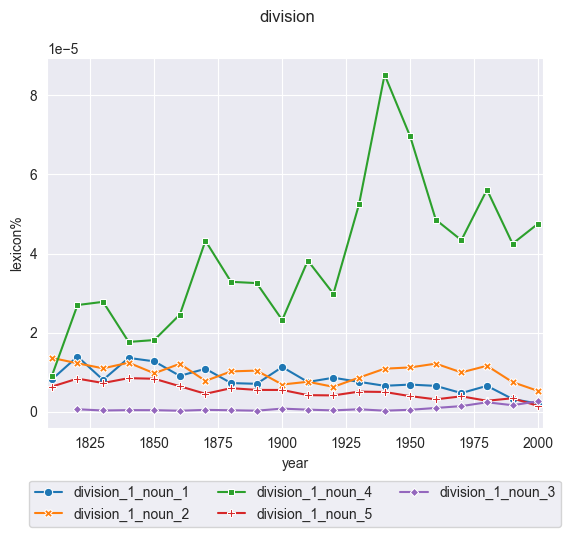 division
1e−5
8
6
4
2
0
lexicon%
1825 1850 1875 1900 1925 1950 1975 2000
year
division_1_noun_1 division_1_noun_4 division_1_noun_3
division_1_noun_2 division_1_noun_5